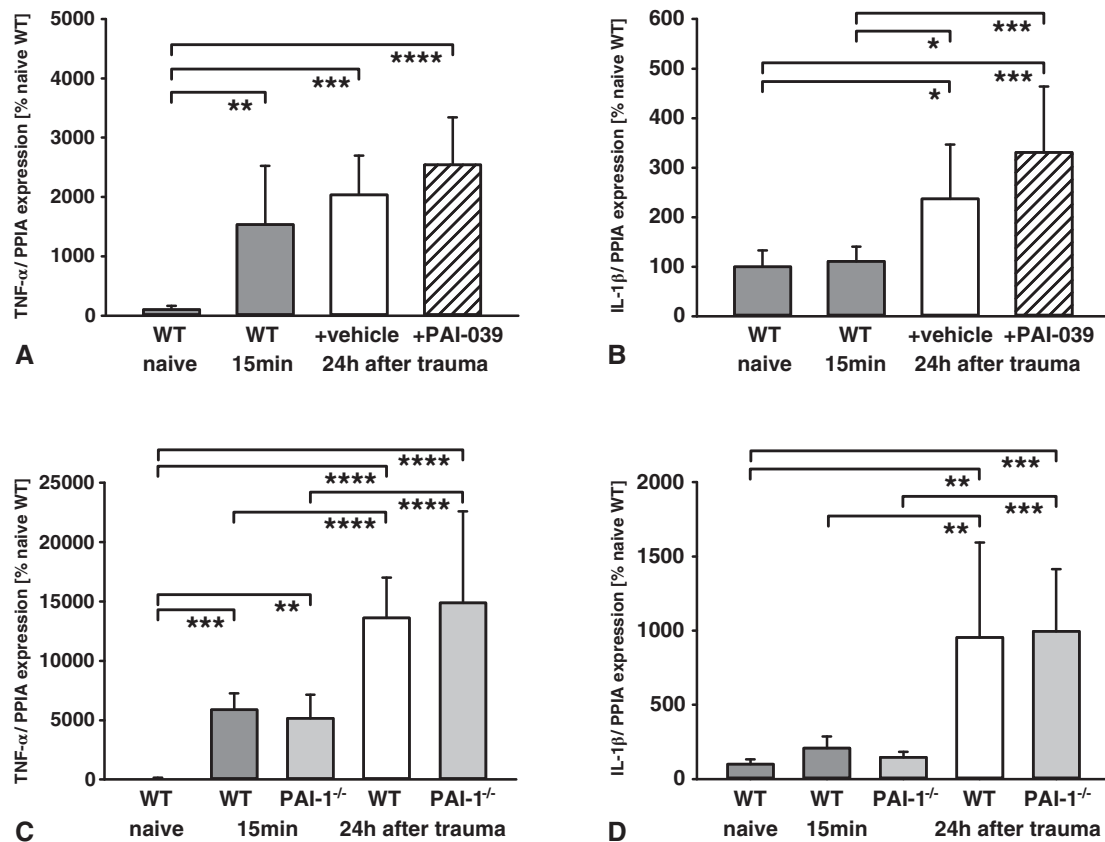 TNF-α/ PPIA expression [% naive WT]
5000
4000
3000
2000
1000
0
****
***
**
WT
WT
+vehicle
+PAI-039
naive
15min
24h after trauma
A
IL-1β/ PPIA expression [% naive WT]
600
500
400
300
200
100
0
***
*
***
*
WT
WT
+vehicle
+PAI-039
naive
15min
24h after trauma
B
TNF-α/ PPIA expression [% naive WT]
25000
20000
15000
10000
5000
0
****
****
****
****
**
***
WT
WT
PAI-1-/-
WT
PAI-1-/-
naive
15min
24h after trauma
C
IL-1β/ PPIA expression [% naive WT]
2000
1500
1000
500
0
***
**
***
**
WT
WT
PAI-1-/-
WT
PAI-1-/-
naive
15min
24h after trauma
D